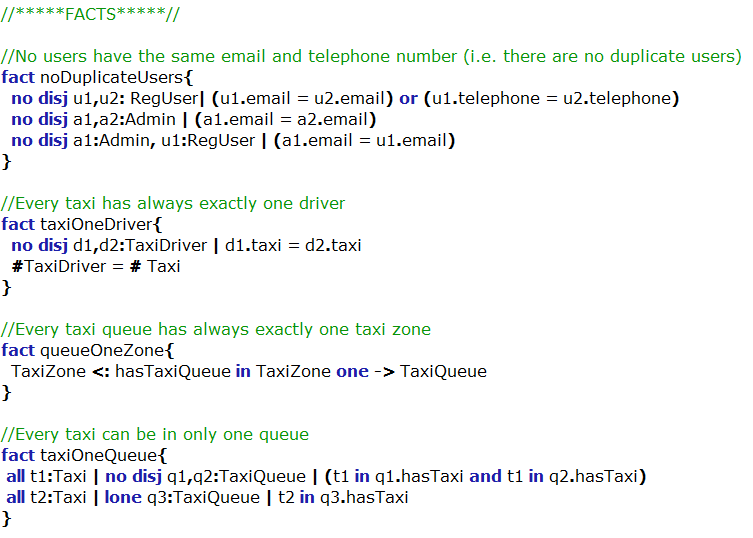 //*****FACTS*****//
//No users have the same email and telephone number (i.e. there are no duplicate users)
fact noDuplicateUsers{
no disj u1,u2: RegUser| (u1.email = u2.email) or (u1.telephone = u2.telephone)
no disj a1,a2:Admin | (a1.email = a2.email)
no disj a1:Admin, u1:RegUser | (a1.email = u1.email)
}
//Every taxi has always exactly one driver
fact taxiOneDriver{
no disj d1,d2:TaxiDriver | d1.taxi = d2.taxi
#TaxiDriver = # Taxi
}
//Every taxi queue has always exactly one taxi zone
fact queueOneZone{
TaxiZone <: hasTaxiQueue in TaxiZone one -> TaxiQueue
}
//Every taxi can be in only one queue
fact taxiOneQueue{
all t1:Taxi | no disj q1,q2:TaxiQueue | (t1 in q1.hasTaxi and t1 in q2.hasTaxi)
all t2:Taxi | lone q3:TaxiQueue | t2 in q3.hasTaxi
}